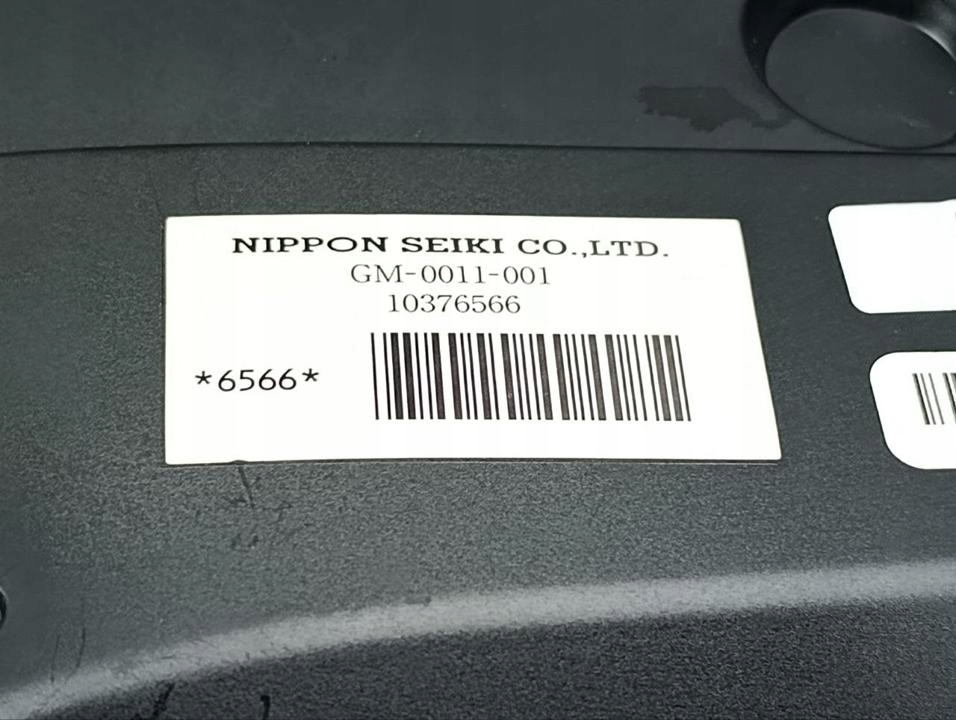 NIPPON SEIKI CO.,LTD.
GM-0011-001
10376566
*6566*